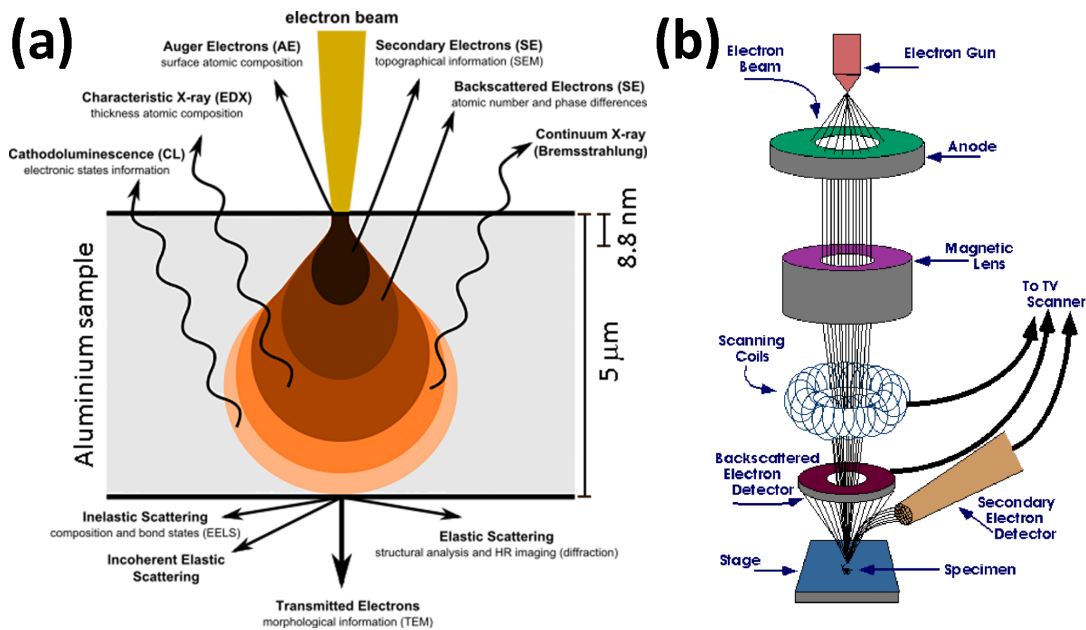 (a)
electron beam
Auger Electrons (AE)
surface atomic composition
Secondary Electrons (SE)
topographical information (SEM)
Characteristic X-ray (EDX)
thickness atomic composition
Backscattered Electrons (SE)
atomic number and phase differences
Cathodoluminescence (CL)
electronic states information
Continuum X-ray
(Bremsstrahlung)
Aluminium sample
8.8 nm
5 µm
Inelastic Scattering
composition and bond states (EELS)
Incoherent Elastic
Scattering
Elastic Scattering
structural analysis and HR imaging (diffraction)
Transmitted Electrons
morphological information (TEM)
(b)
Electron
Beam
Electron Gun
Anode
Magnetic
Lens
To TV
Scanner
Scanning
Coils
Backscattered
Electron
Detector
Secondary
Electron
Detector
Stage
Specimen